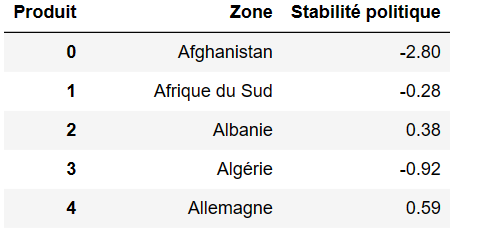 Produit Zone Stabilité politique
0 Afghanistan -2.80
1 Afrique du Sud -0.28
2 Albanie 0.38
3 Algérie -0.92
4 Allemagne 0.59